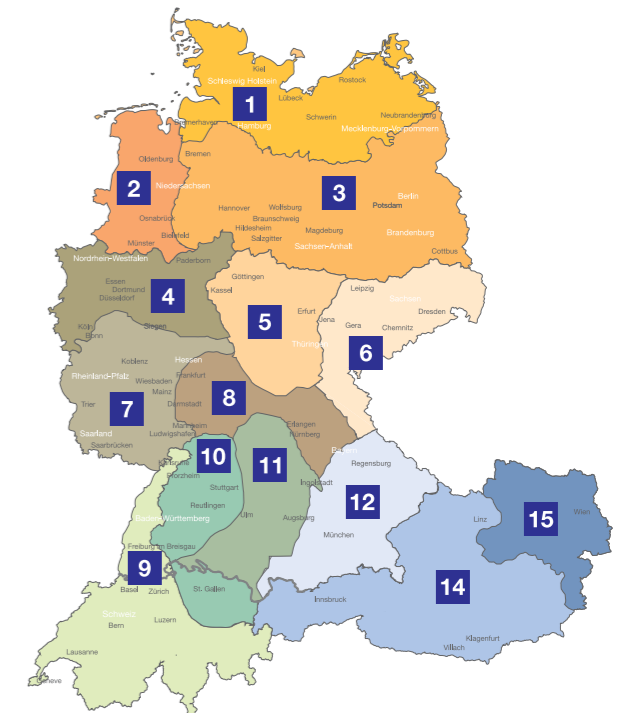 Kiel
Schleswig Holstein
Rostock
Lübeck
1
Schwerin
Neubrandenburg
Bremerhaven
Hamburg
Mecklenburg-Vorpommern
Bremen
Oldenburg
2
Niedersachsen
3
Berlin
Potsdam
Hannover
Wolfsburg
Osnabrück
Braunschweig
Hildesheim
Magdeburg
Brandenburg
Bielefeld
Salzgitter
Münster
Sachsen-Anhalt
Cottbus
Nordrhein-Westfalen
Paderborn
Göttingen
Essen
Dortmund
Düsseldorf
4
Kassel
Leipzig
Sachsen
Erfurt
Dresden
5
Jena
Gera
Chemnitz
Köln
Siegen
Bonn
Thüringen
6
Koblenz
Hessen
Rheinland-Pfalz
Frankfurt
Wiesbaden
Mainz
8
Trier
7
Darmstadt
Mannheim
Erlangen
Saarland
Ludwigshafen
Nürnberg
Saarbrücken
Bayern
10
Karlsruhe
11
Regensburg
Pforzheim
Stuttgart
Ingolstadt
12
Reutlingen
15
Wien
Baden Württemberg
Ulm
Augsburg
Linz
München
Freiburg im Breisgau
9
14
Basel
Zürich
St. Gallen
Innsbruck
Schweiz
Bern
Luzern
Klagenfurt
Villach
Lausanne
Geneve